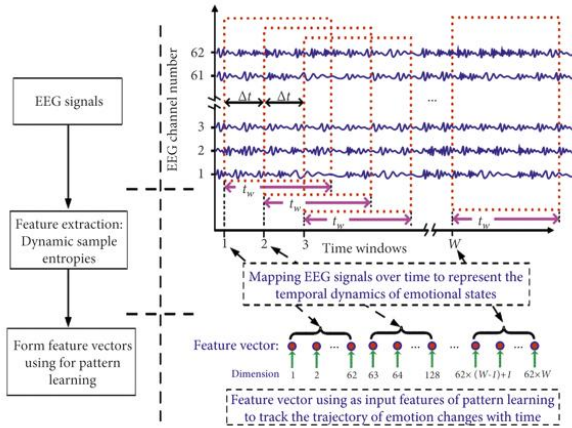 EEG signals
Feature extraction:
Dynamic sample
entropies
Form feature vectors
using for pattern
learning
EEG channel number
62
61
3
2
1
Δt
Δt
...
t_w
t_w
t_w
t_w
1
2
3
Time windows
W
Mapping EEG signals over time to represent the
temporal dynamics of emotional states
Feature vector:
... ... ... ...
Dimension 1 2 ... 62 63 64 ... 128 ... 62×(W-1)+1 ... 62×W
Feature vector using as input features of pattern learning
to track the trajectory of emotion changes with time